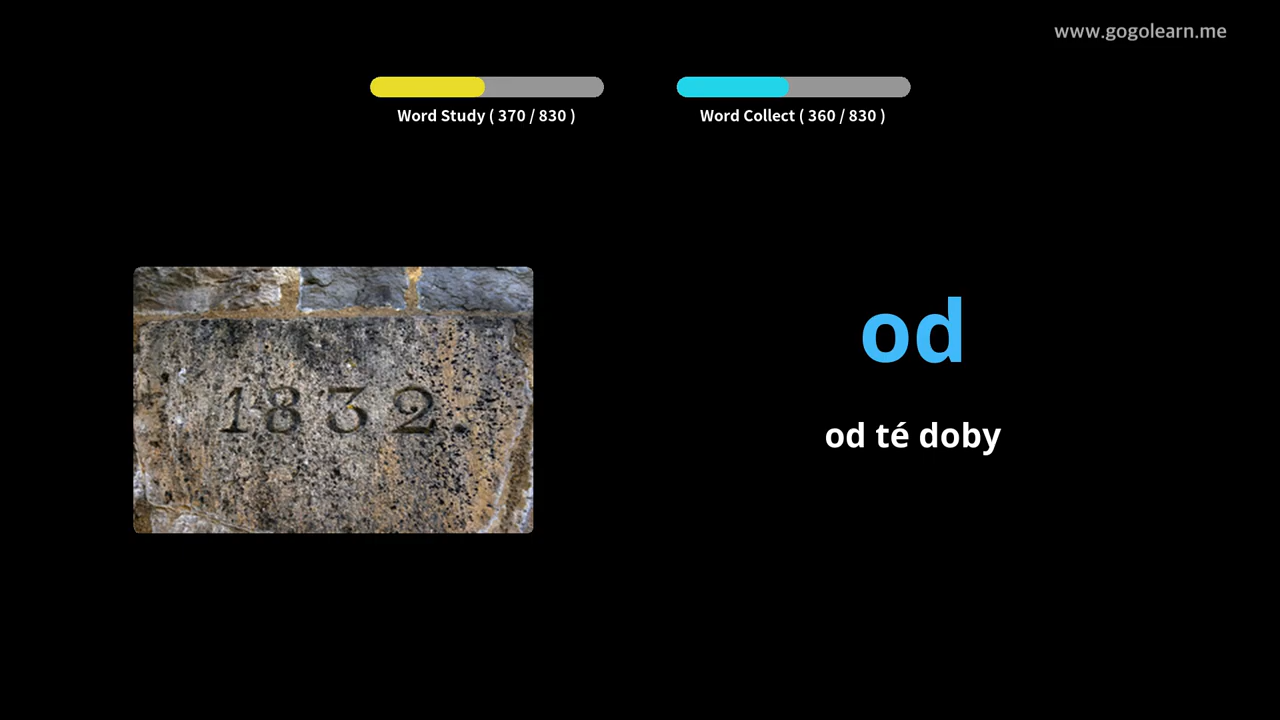 www.gogolearn.me
Word Study ( 370 / 830 )
Word Collect ( 360 / 830 )
1832.
od
od té doby